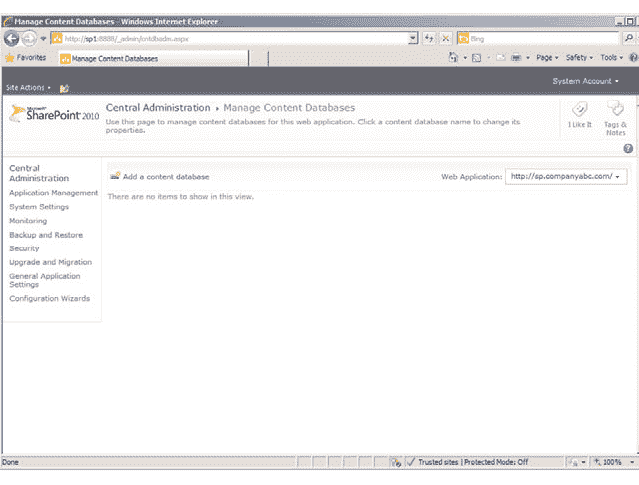 Manage Content Databases - Windows Internet Explorer
http://sp1:8888/_admin/cntdbadm.aspx
Bing
Favorites
Manage Content Databases
Page
Safety
Tools
System Account
Site Actions
Microsoft
SharePoint 2010
Central Administration
Manage Content Databases
Use this page to manage content databases for this web application. Click a content database name to change its
properties.
I Like It
Tags &
Notes
Central
Administration
Application Management
System Settings
Monitoring
Backup and Restore
Security
Upgrade and Migration
General Application
Settings
Configuration Wizards
Add a content database
Web Application:
http://sp.companyabc.com/
There are no items to show in this view.
Done
Trusted sites | Protected Mode: Off
100%